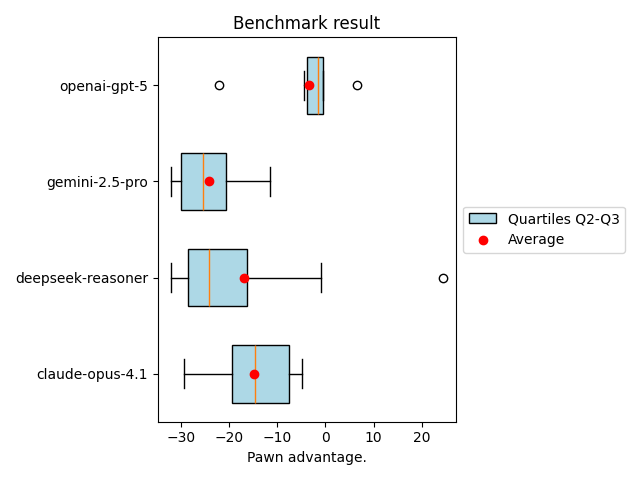 Benchmark result
openai-gpt-5
gemini-2.5-pro
deepseek-reasoner
claude-opus-4.1
Quartiles Q2-Q3
Average
−30 −20 −10 0 10 20
Pawn advantage.